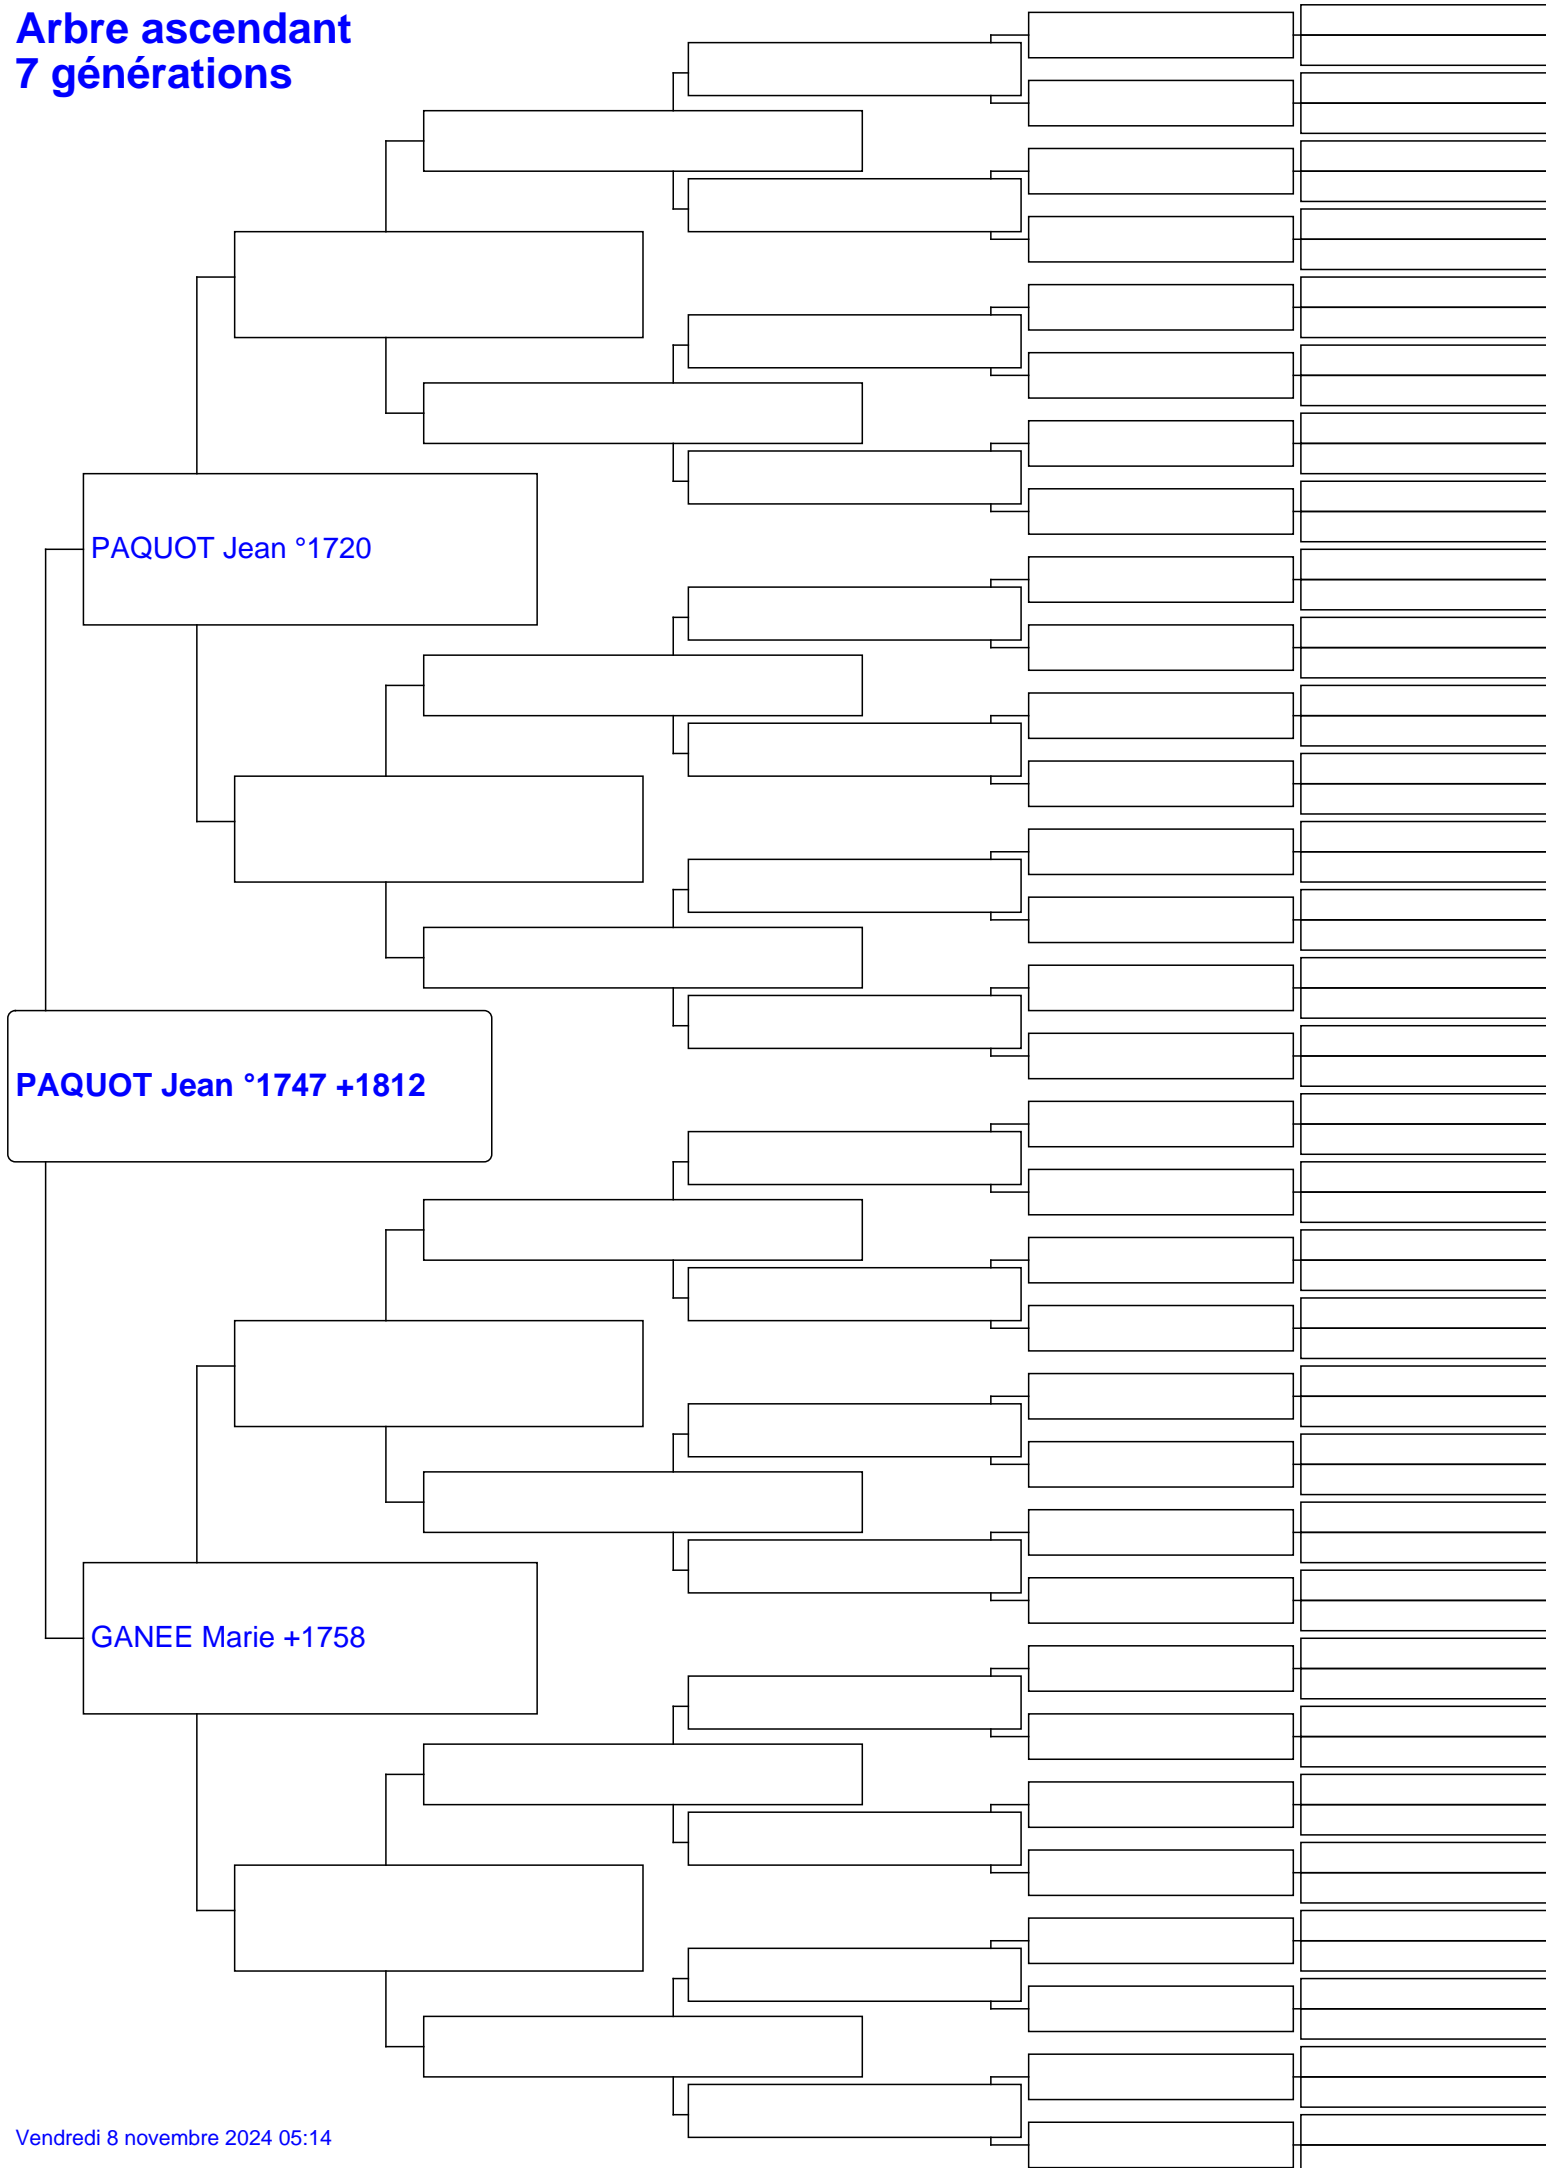 Arbre ascendant
7 générations
PAQUOT Jean °1720
PAQUOT Jean °1747 +1812
GANEE Marie +1758
Vendredi 8 novembre 2024 05:14